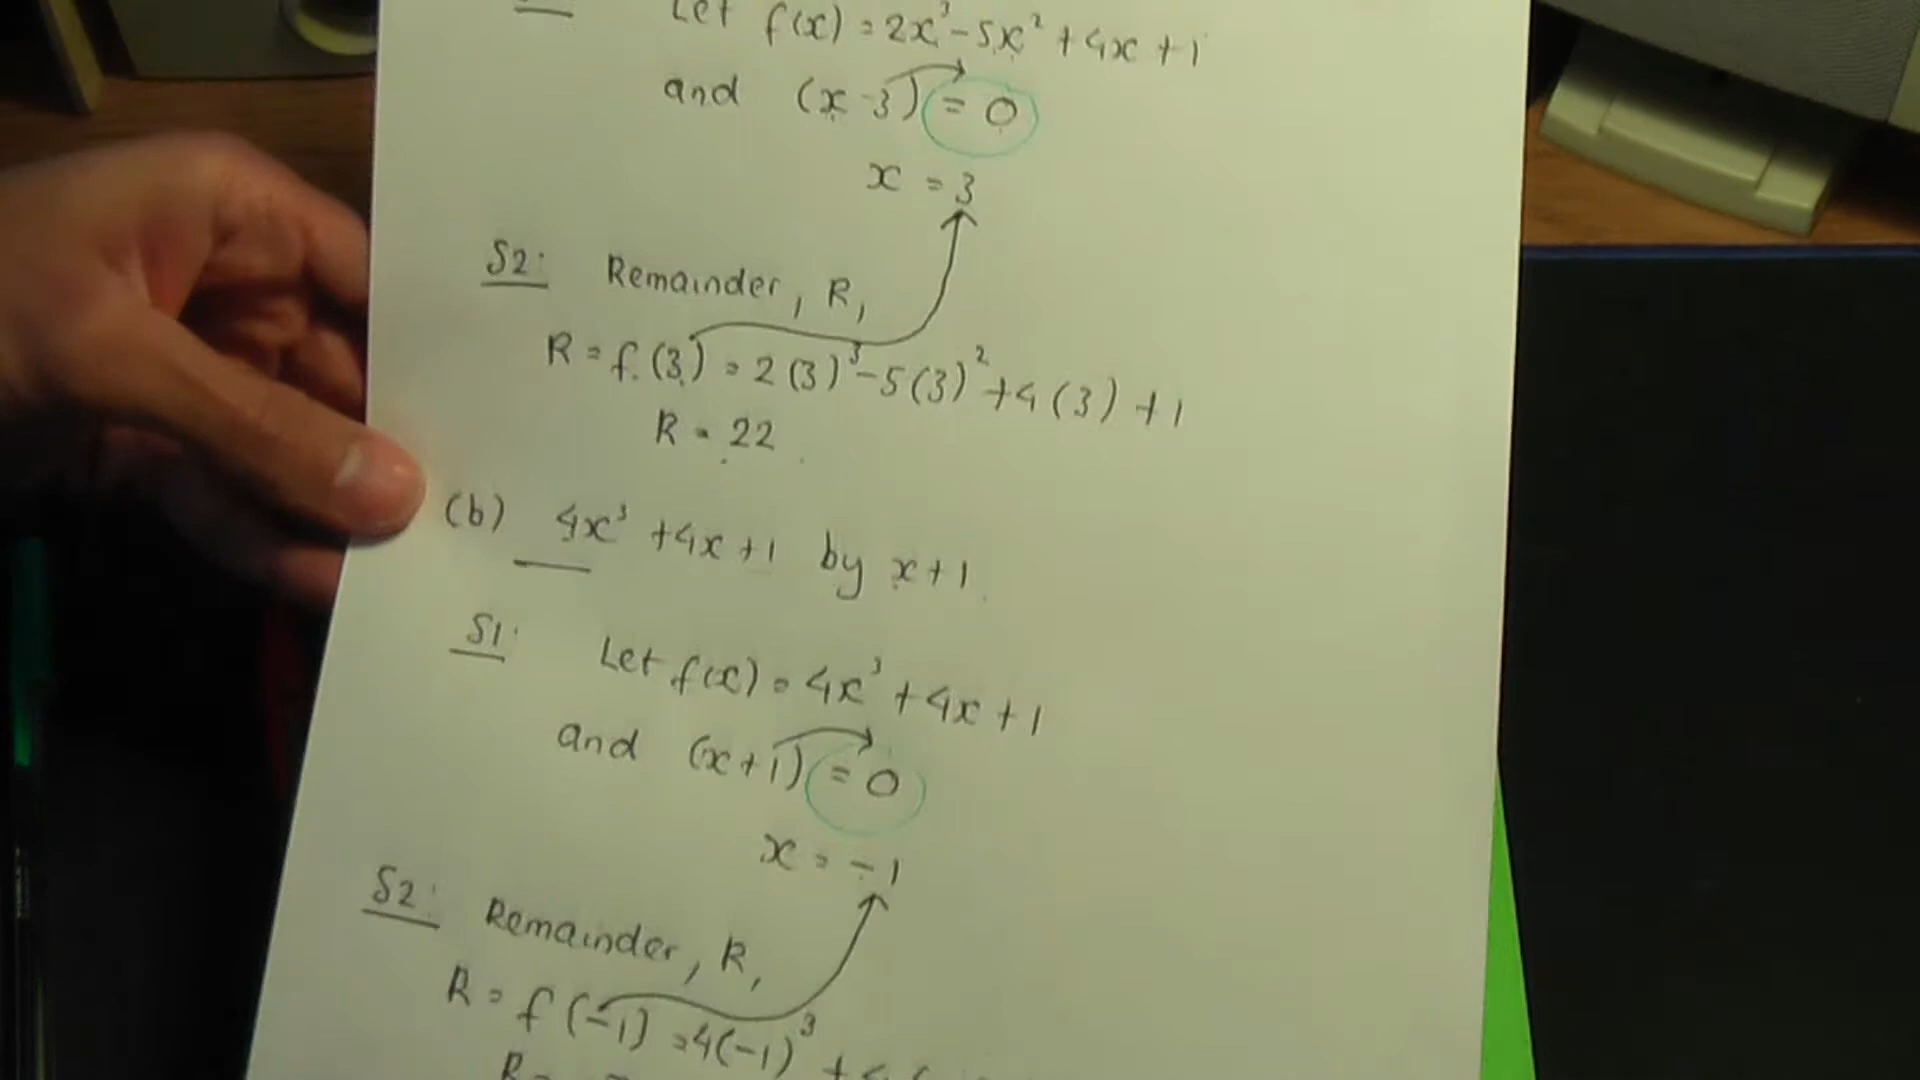 Let f(x) = 2x³ - 5x² + 4x + 1
and (x - 3) = 0
x = 3
S2: Remainder, R,
R = f(3) = 2(3)³ - 5(3)² + 4(3) + 1
R = 22
(b) 4x³ + 4x + 1 by x + 1
S1: Let f(x) = 4x³ + 4x + 1
and (x + 1) = 0
x = -1
S2: Remainder, R,
R = f(-1) = 4(-1)³ +
R =